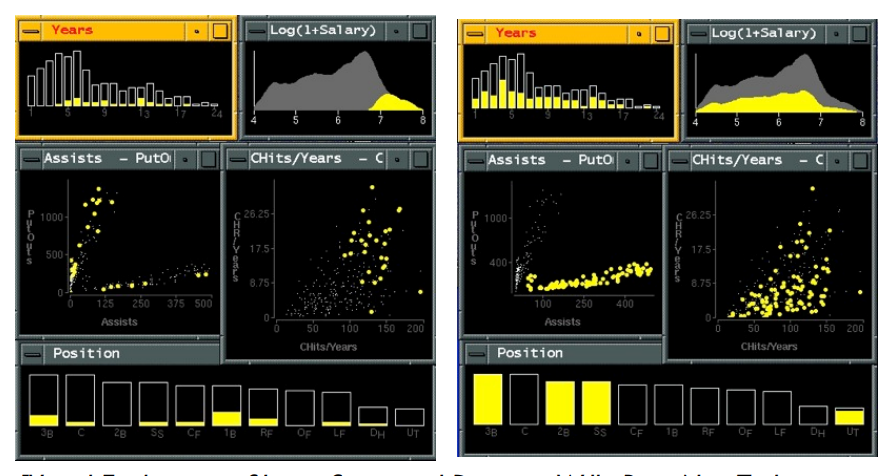 Years
Log(1+Salary)
1 5 9 13 17 24
4 5 6 7 8
Assists - PutOu
CHits/Years - C
PutOuts
1000
500
0
0 125 250 375 500
Assists
CHR/Years
26.25
17.5
8.75
0
0 50 100 150 200
CHits/Years
Position
3B C 2B SS CF 1B RF OF LF DH UT
Years
Log(1+Salary)
1 5 9 13 17 24
4 5 6 7 8
Assists - PutO
CHits/Years - C
PutOuts
1000
400
100 250 400
Assists
CHR/Years
26.25
17.5
8.75
0
0 50 100 150 200
CHits/Years
Position
3B C 2B SS CF 1B RF OF LF DH UT